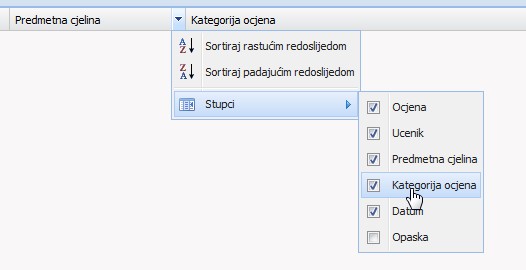 Predmetna cjelina Kategorija ocjena
Sortiraj rastućim redoslijedom
Sortiraj padajućim redoslijedom
Stupci
Ocjena
Ucenik
Predmetna cjelina
Kategorija ocjena
Datum
Opaska